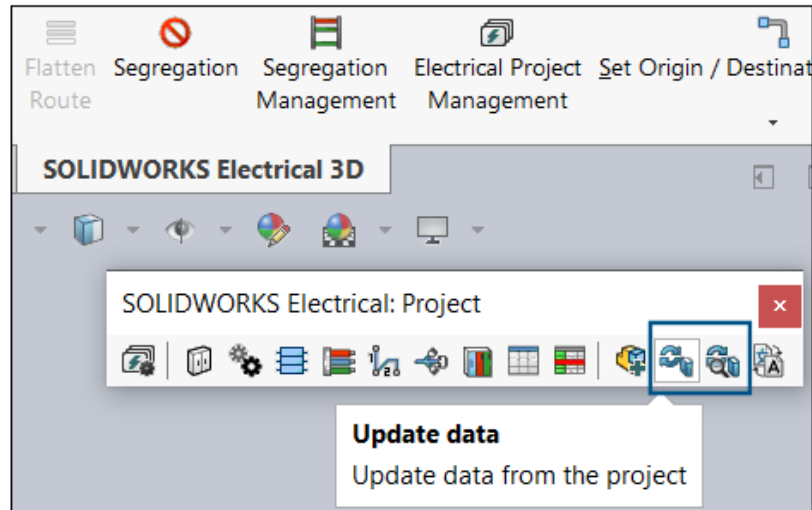 Flatten Segregation Segregation Electrical Project Set Origin / Destinat
Route Management Management
SOLIDWORKS Electrical 3D
SOLIDWORKS Electrical: Project
Update data
Update data from the project